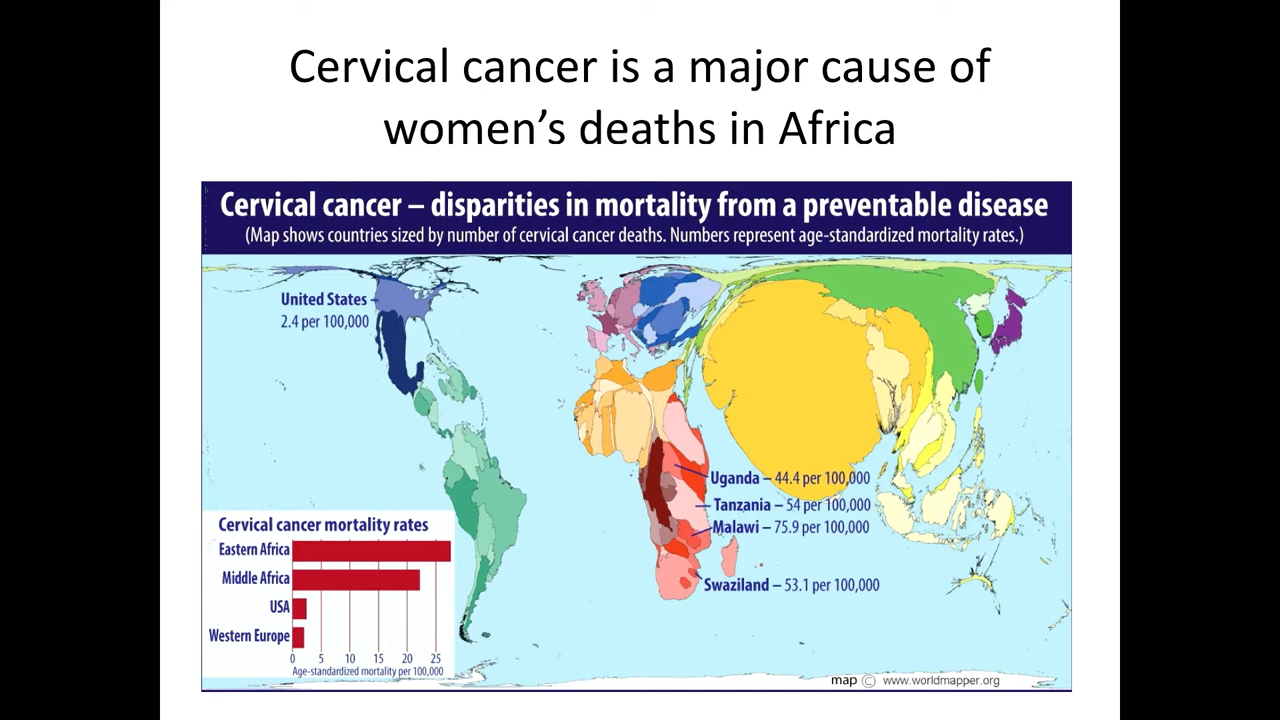 Cervical cancer is a major cause of
women’s deaths in Africa
Cervical cancer – disparities in mortality from a preventable disease
(Map shows countries sized by number of cervical cancer deaths. Numbers represent age-standardized mortality rates.)
United States
2.4 per 100,000
Uganda – 44.4 per 100,000
Tanzania – 54 per 100,000
Malawi – 75.9 per 100,000
Swaziland – 53.1 per 100,000
Cervical cancer mortality rates
Eastern Africa
Middle Africa
USA
Western Europe
0 5 10 15 20 25
Age-standardized mortality per 100,000
map © www.worldmapper.org